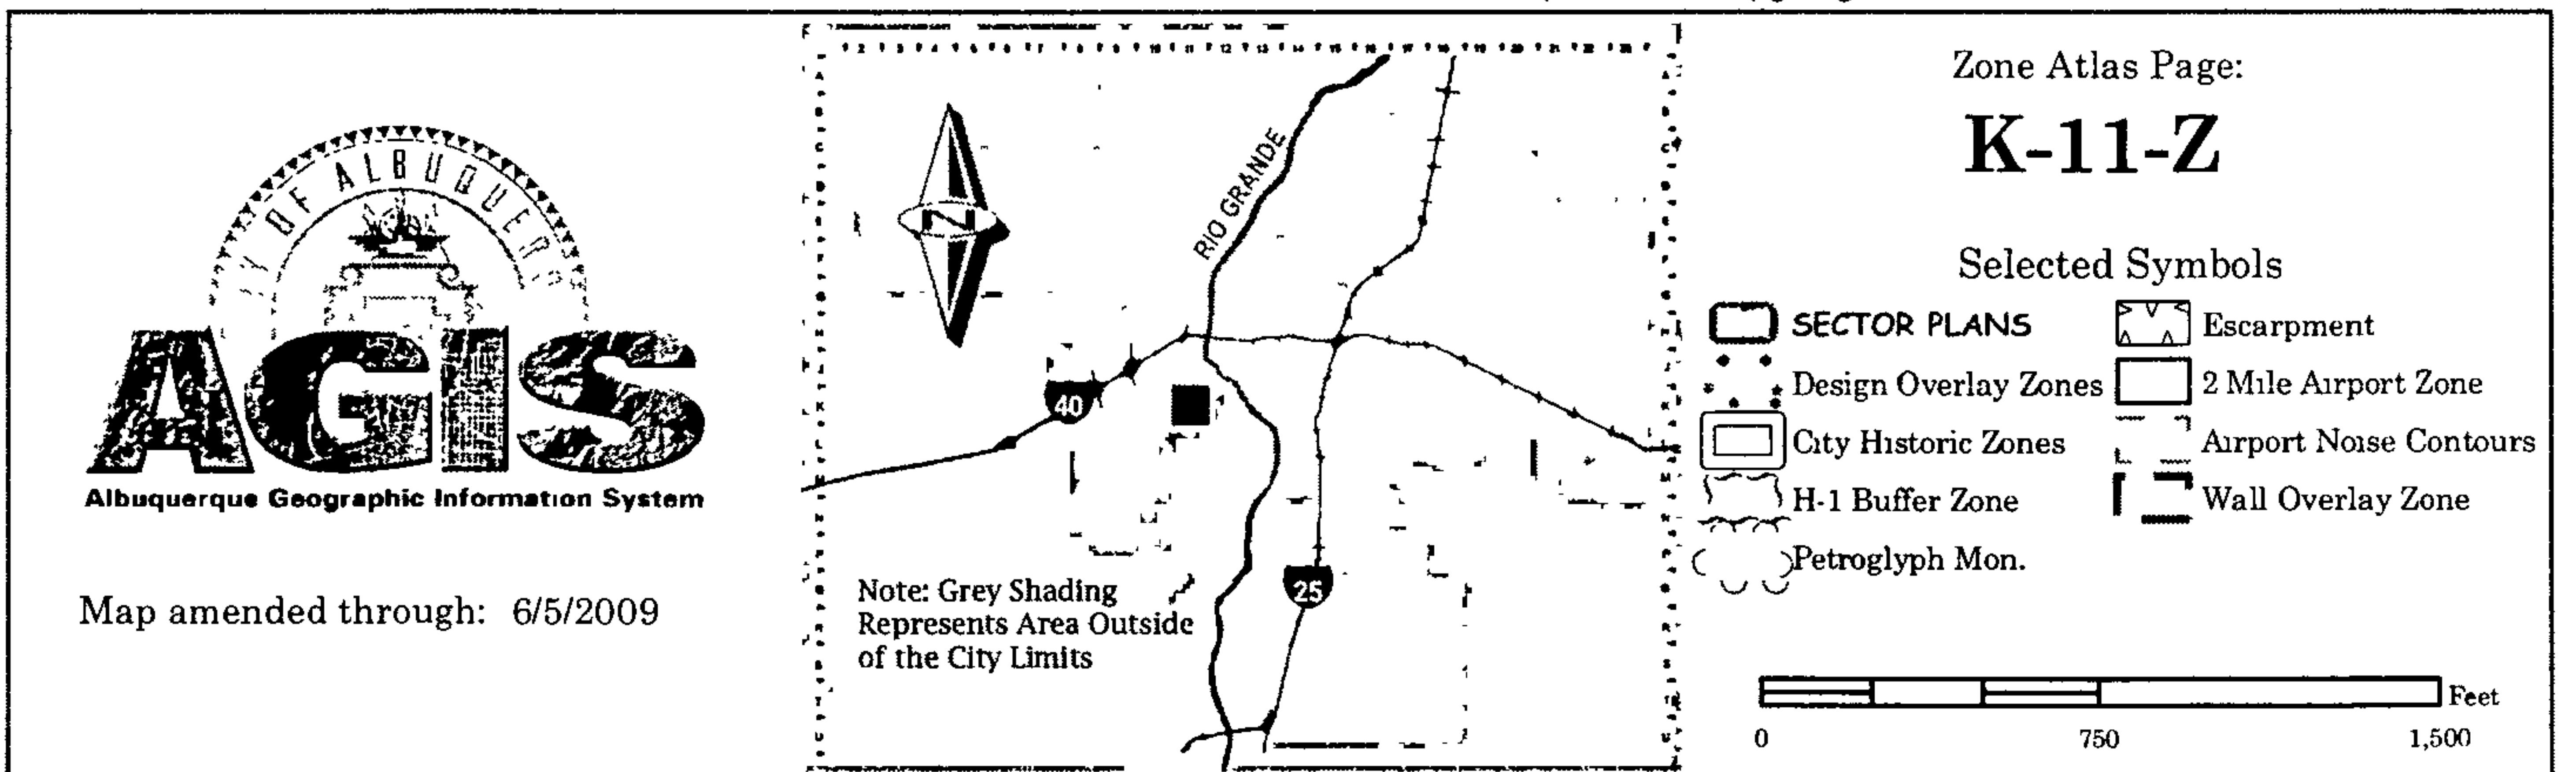 Y OF ALBUQUERQ
AGIS
Albuquerque Geographic Information System
Map amended through: 6/5/2009
RIO GRANDE
N
40
25
Note: Grey Shading
Represents Area Outside
of the City Limits
Zone Atlas Page:
K-11-Z
Selected Symbols
SECTOR PLANS
Escarpment
Design Overlay Zones
2 Mile Airport Zone
City Historic Zones
Airport Noise Contours
H-1 Buffer Zone
Wall Overlay Zone
Petroglyph Mon.
Feet
0 750 1,500